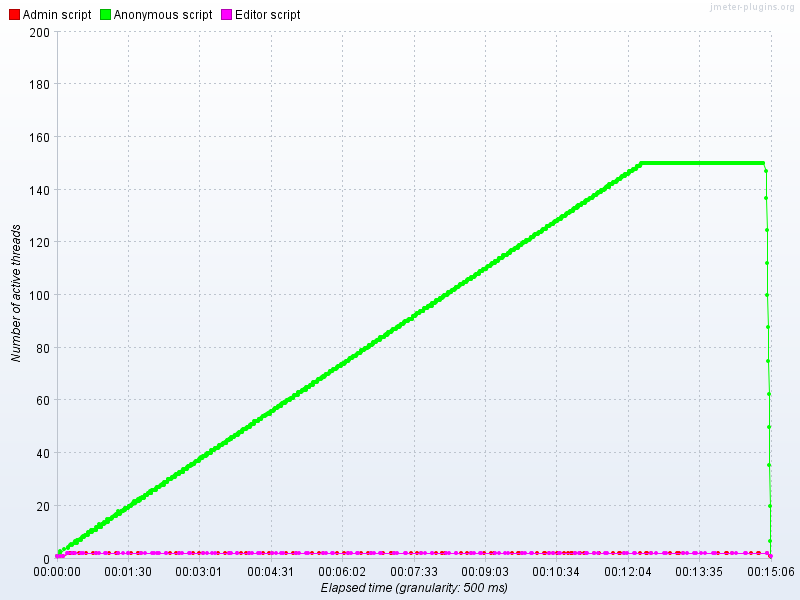 jmeter-plugins.org
Admin script Anonymous script Editor script
200
180
160
140
120
100
80
60
40
20
0
Number of active threads
00:00:00 00:01:30 00:03:01 00:04:31 00:06:02 00:07:33 00:09:03 00:10:34 00:12:04 00:13:35 00:15:06
Elapsed time (granularity: 500 ms)